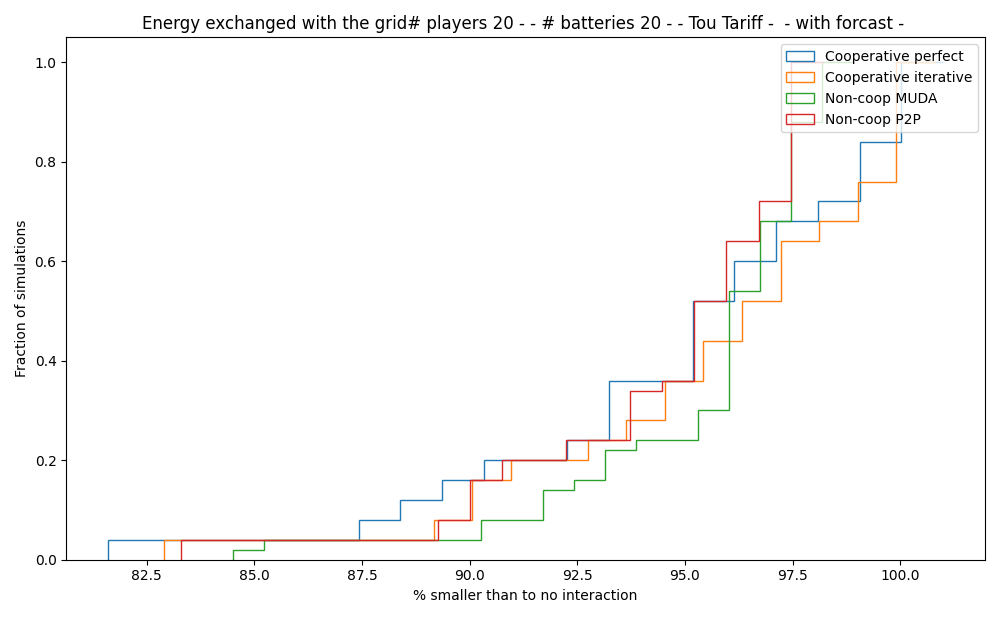 Energy exchanged with the grid# players 20 - - # batteries 20 - - Tou Tariff -  - with forcast -
Cooperative perfect
Cooperative iterative
Non-coop MUDA
Non-coop P2P
Fraction of simulations
1.0
0.8
0.6
0.4
0.2
0.0
82.5 85.0 87.5 90.0 92.5 95.0 97.5 100.0
% smaller than to no interaction